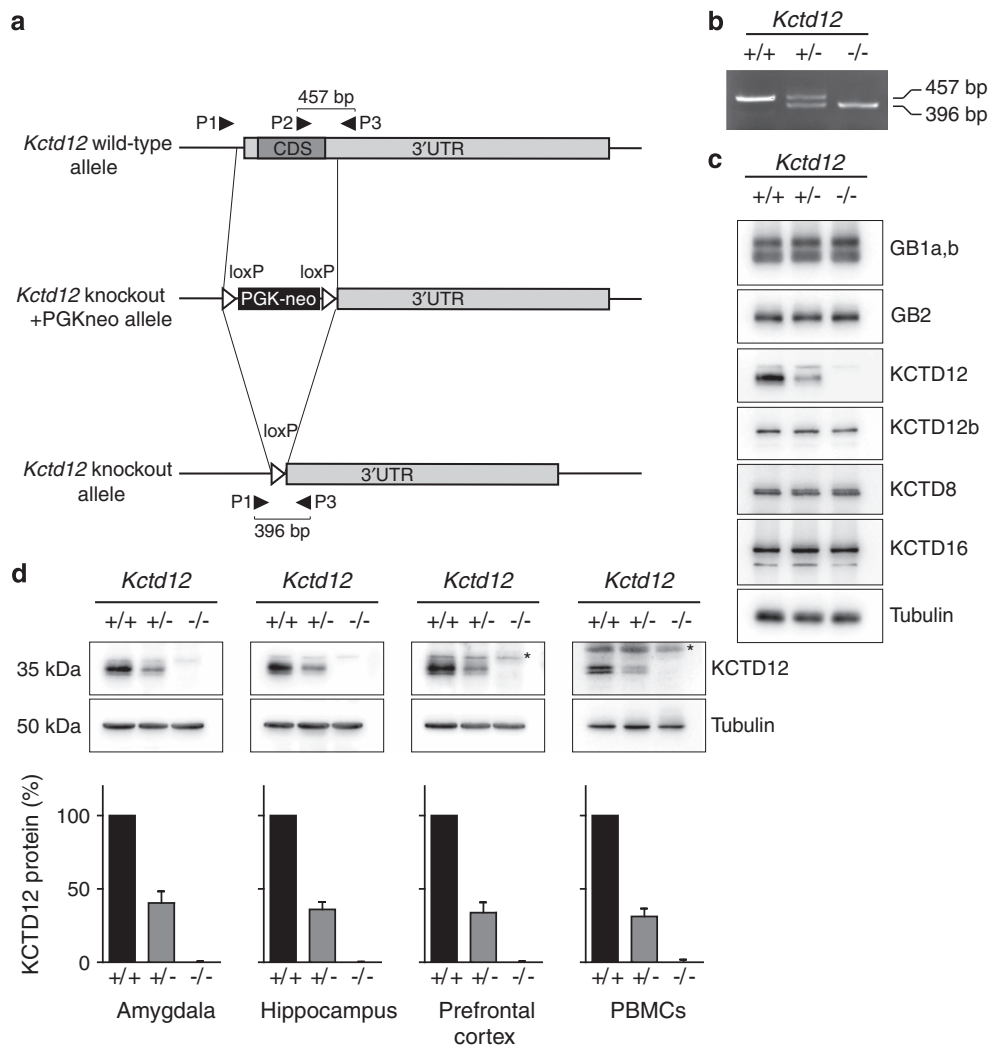 a
457 bp
P1 P2 P3
Kctd12 wild-type
allele
CDS 3′UTR
loxP loxP
Kctd12 knockout
+PGKneo allele
PGK-neo 3′UTR
loxP
Kctd12 knockout
allele
3′UTR
P1 P3
396 bp
b
Kctd12
+/+ +/- -/-
457 bp
396 bp
c
Kctd12
+/+ +/- -/-
GB1a,b
GB2
KCTD12
KCTD12b
KCTD8
KCTD16
Tubulin
d
Kctd12 Kctd12 Kctd12 Kctd12
+/+ +/- -/- +/+ +/- -/- +/+ +/- -/- +/+ +/- -/-
35 kDa * * KCTD12
50 kDa Tubulin
KCTD12 protein (%)
100
50
0
+/+ +/- -/- +/+ +/- -/- +/+ +/- -/- +/+ +/- -/-
Amygdala Hippocampus Prefrontal PBMCs
cortex